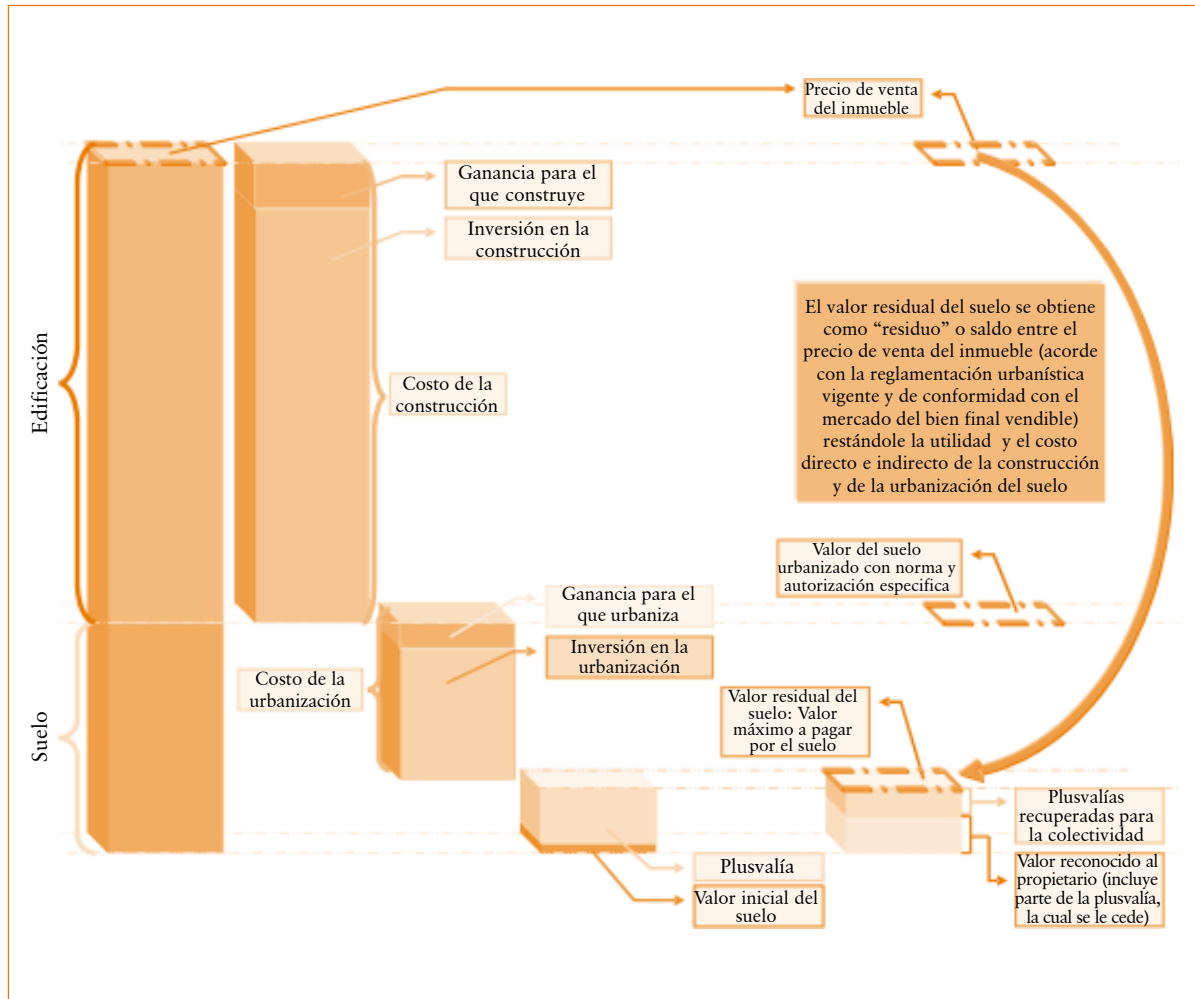 Precio de venta
del inmueble
Ganancia para el
que construye
Inversión en la
construcción
Edificación
Costo de la
construcción
El valor residual del suelo se obtiene
como “residuo” o saldo entre el
precio de venta del inmueble (acorde
con la reglamentación urbanística
vigente y de conformidad con el
mercado del bien final vendible)
restándole la utilidad y el costo
directo e indirecto de la construcción
y de la urbanización del suelo
Valor del suelo
urbanizado con norma y
autorización especifica
Ganancia para el
que urbaniza
Inversión en la
urbanización
Costo de la
urbanización
Suelo
Valor residual del
suelo: Valor
máximo a pagar
por el suelo
Plusvalías
recuperadas para
la colectividad
Plusvalía
Valor inicial del
suelo
Valor reconocido al
propietario (incluye
parte de la plusvalía,
la cual se le cede)